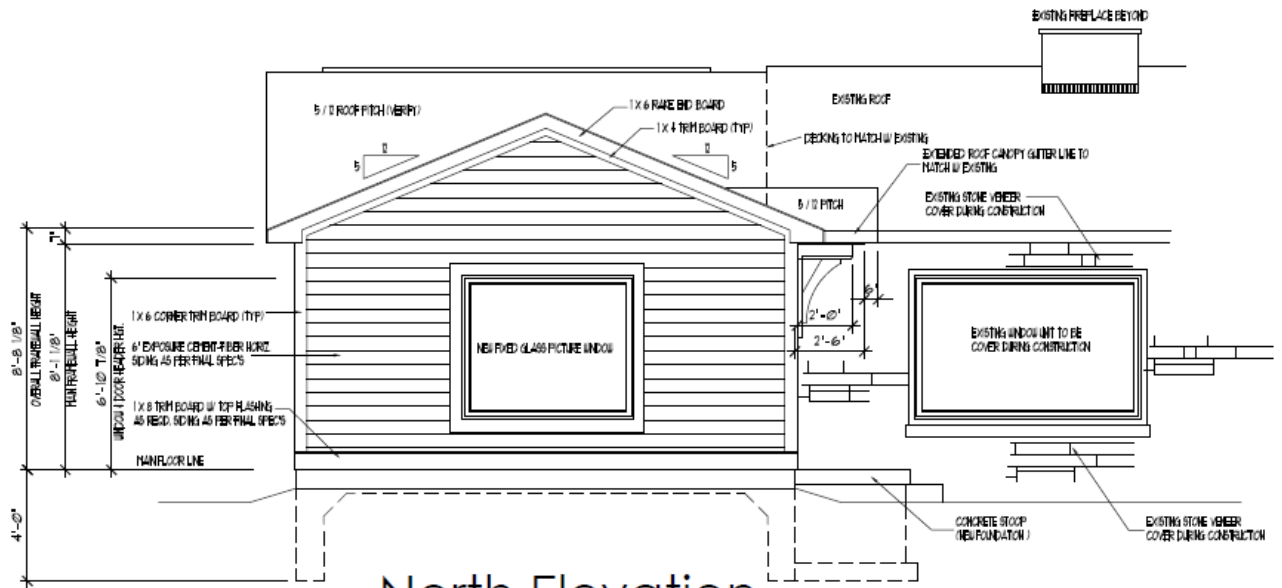 EXISTING FIREPLACE BEYOND
5 / 12 ROOF PITCH (VERIFY)
1 X 6 RAKE END BOARD
EXISTING ROOF
1 X 4 TRIM BOARD (TYP)
DECKING TO MATCH W/ EXISTING
12
5
12
5
EXTENDED ROOF CANOPY GUTTER LINE TO
MATCH W/ EXISTING
5 / 12 PITCH
EXISTING STONE VENEER
COVER DURING CONSTRUCTION
7"
8'-8 1/8"
OVERALL FRAMEWALL HEIGHT
8'-1 1/8"
MAIN FRAMEWALL HEIGHT
6'-10 7/8"
WINDOW & DOOR HEADER HGT.
1 X 6 CORNER TRIM BOARD (TYP)
6" EXPOSURE CEMENT-FIBER HORIZ.
SIDING AS PER FINAL SPEC'S
1 X 8 TRIM BOARD W/ TOP FLASHING
AS REQD. SIDING AS PER FINAL SPEC'S
MAIN FLOOR LINE
NEW FIXED GLASS PICTURE WINDOW
6"
2'-0"
2'-6"
EXISTING WINDOW UNIT TO BE
COVER DURING CONSTRUCTION
4'-0"
CONCRETE STOOP
(NEW FOUNDATION )
EXISTING STONE VENEER
COVER DURING CONSTRUCTION
North Elevation